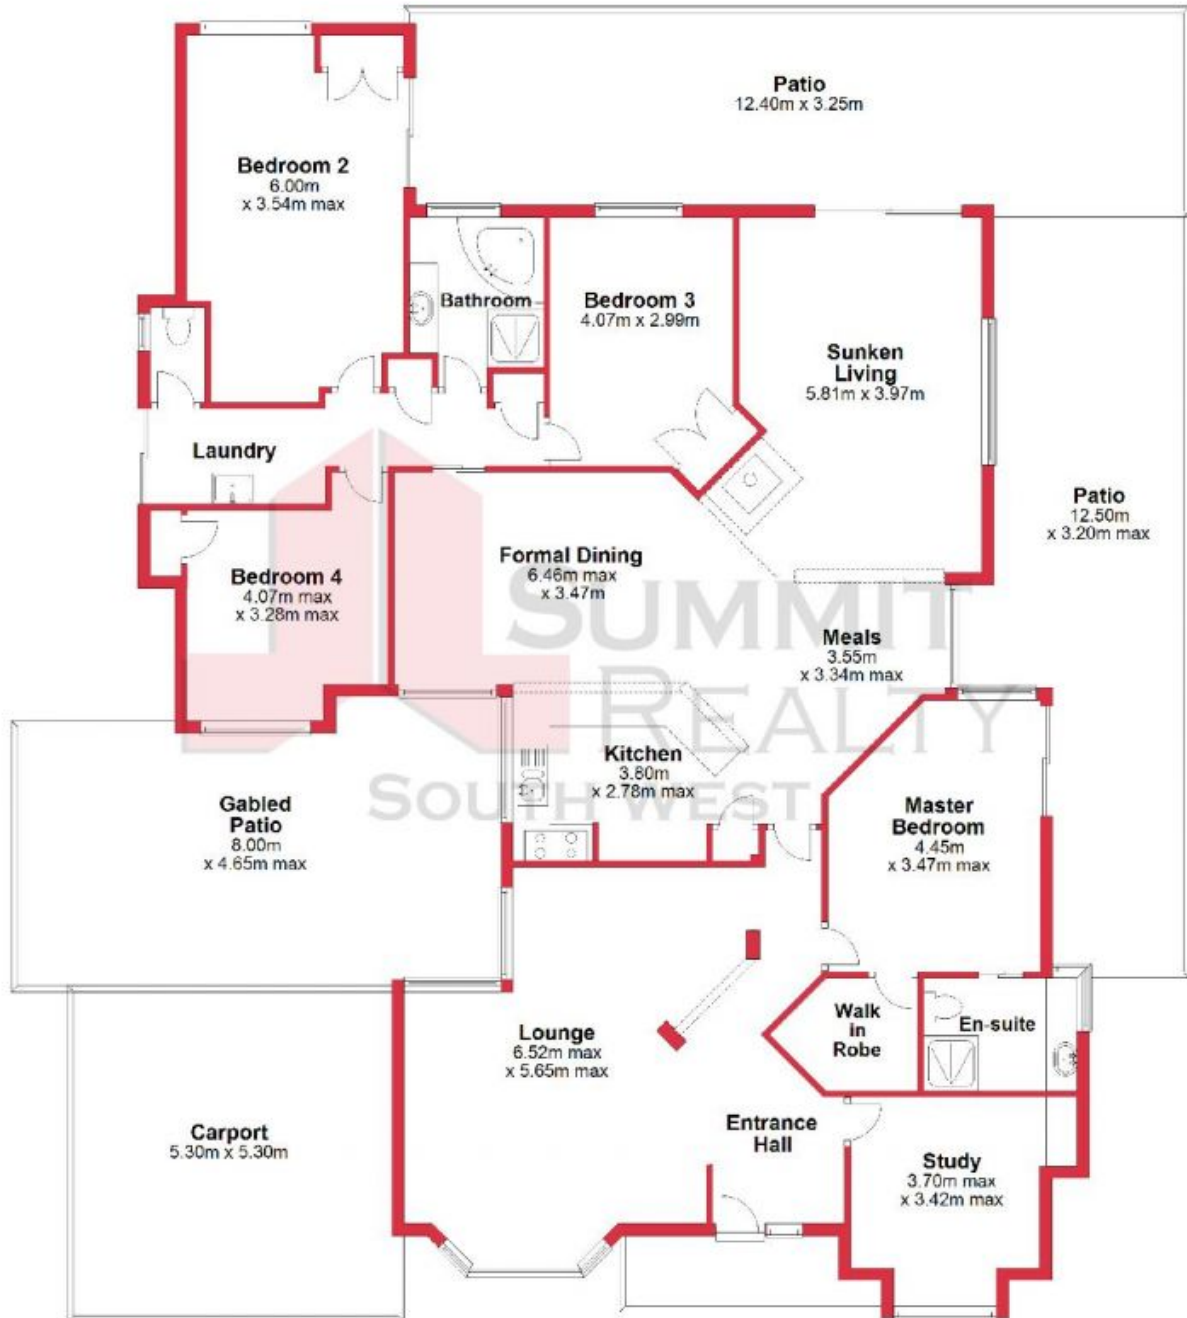 Patio
12.40m x 3.25m
Bedroom 2
6.00m
x 3.54m max
Bathroom
Bedroom 3
4.07m x 2.99m
Sunken
Living
5.81m x 3.97m
Laundry
Patio
12.50m
x 3.20m max
Formal Dining
6.46m max
x 3.47m
Bedroom 4
4.07m max
x 3.28m max
Meals
3.55m
x 3.34m max
SUMMIT
REALTY
SOUTH WEST
Kitchen
3.80m
x 2.78m max
Gabled
Patio
8.00m
x 4.65m max
Master
Bedroom
4.45m
x 3.47m max
Lounge
6.52m max
x 5.65m max
Walk
in
Robe
En-suite
Carport
5.30m x 5.30m
Entrance
Hall
Study
3.70m max
x 3.42m max